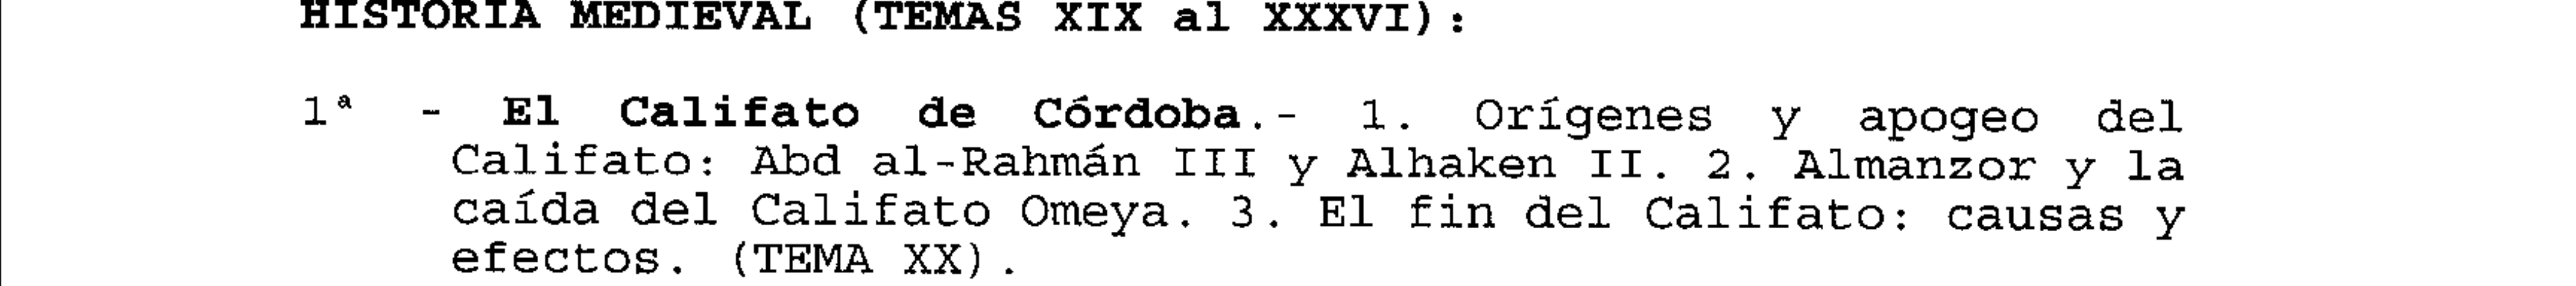 HISTORIA MEDIEVAL (TEMAS XIX al XXXVI):
1ª - El Califato de Córdoba.- 1. Orígenes y apogeo del
Califato: Abd al-Rahmán III y Alhaken II. 2. Almanzor y la
caída del Califato Omeya. 3. El fin del Califato: causas y
efectos. (TEMA XX).